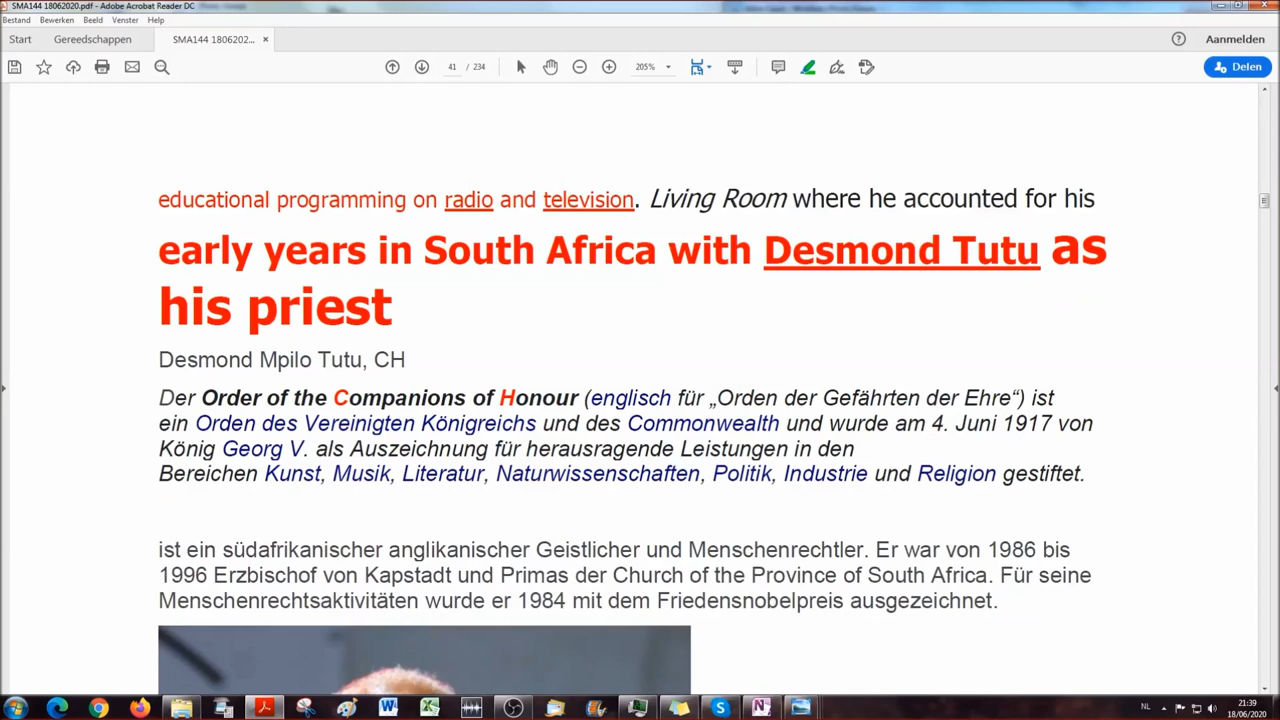 SMA144 18062020.pdf - Adobe Acrobat Reader DC
Bestand Bewerken Beeld Venster Help
Start Gereedschappen SMA144 18062020... × Aanmelden
41 / 234 205% Delen
educational programming on radio and television. Living Room where he accounted for his
early years in South Africa with Desmond Tutu as
his priest
Desmond Mpilo Tutu, CH
Der Order of the Companions of Honour (englisch für „Orden der Gefährten der Ehre“) ist
ein Orden des Vereinigten Königreichs und des Commonwealth und wurde am 4. Juni 1917 von
König Georg V. als Auszeichnung für herausragende Leistungen in den
Bereichen Kunst, Musik, Literatur, Naturwissenschaften, Politik, Industrie und Religion gestiftet.
ist ein südafrikanischer anglikanischer Geistlicher und Menschenrechtler. Er war von 1986 bis
1996 Erzbischof von Kapstadt und Primas der Church of the Province of South Africa. Für seine
Menschenrechtsaktivitäten wurde er 1984 mit dem Friedensnobelpreis ausgezeichnet.
NL 21:39
18/06/2020